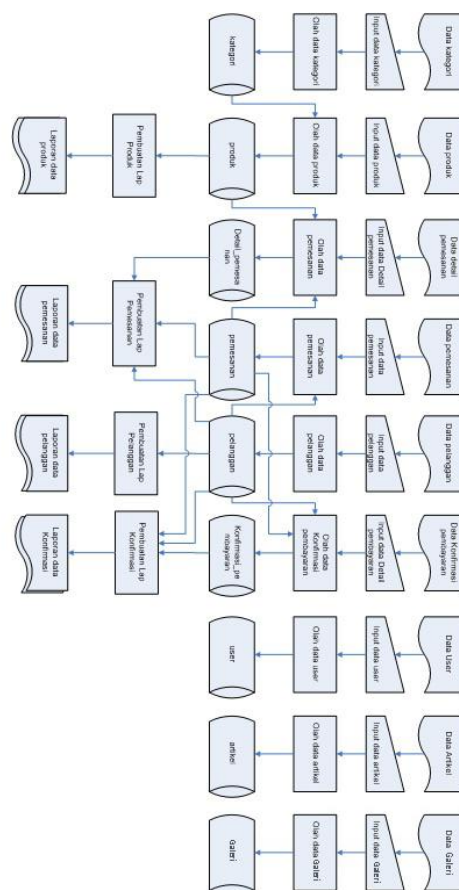 Data kategori
Data produk
Data detail
pemesanan
Data pemesanan
Data pelanggan
Data Konfirmasi
pembayaran
Data User
Data Artikel
Data Galeri
Input data kategori
Input data produk
Input data Detail
pemesanan
Input data
pemesanan
Input data
pelanggan
Input data Detail
pembayaran
Input data user
Input data artikel
Input data Galeri
Olah data kategori
Olah data produk
Olah data
pemesanan
Olah data
pemesanan
Olah data
pelanggan
Olah data
Konfirmasi
pembayaran
Olah data user
Olah data artikel
Olah data Galeri
kategori
produk
Detail_pemesa
nan
pemesanan
pelanggan
Konfirmasi_pe
mbayaran
user
artikel
Galeri
Pembuatan Lap
Produk
Pembuatan Lap
Pemesanan
Pembuatan Lap
Pelanggan
Pembuatan Lap
Konfirmasi
Laporan data
produk
Laporan data
pemesanan
Laporan data
pelanggan
Laporan data
Konfirmasi